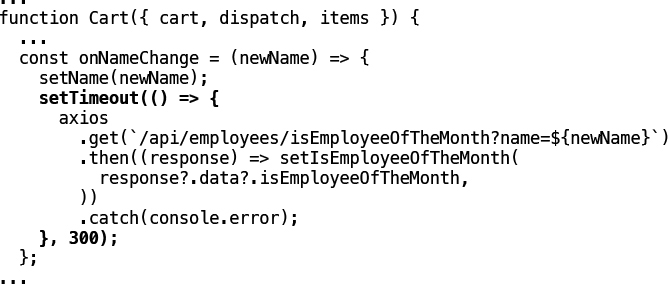 ...
function Cart({ cart, dispatch, items }) {
  ...
  const onNameChange = (newName) => {
    setName(newName);
    setTimeout(() => {
      axios
        .get(`/api/employees/isEmployeeOfTheMonth?name=${newName}`)
        .then((response) => setIsEmployeeOfTheMonth(
          response?.data?.isEmployeeOfTheMonth,
        ))
        .catch(console.error);
    }, 300);
  };
...